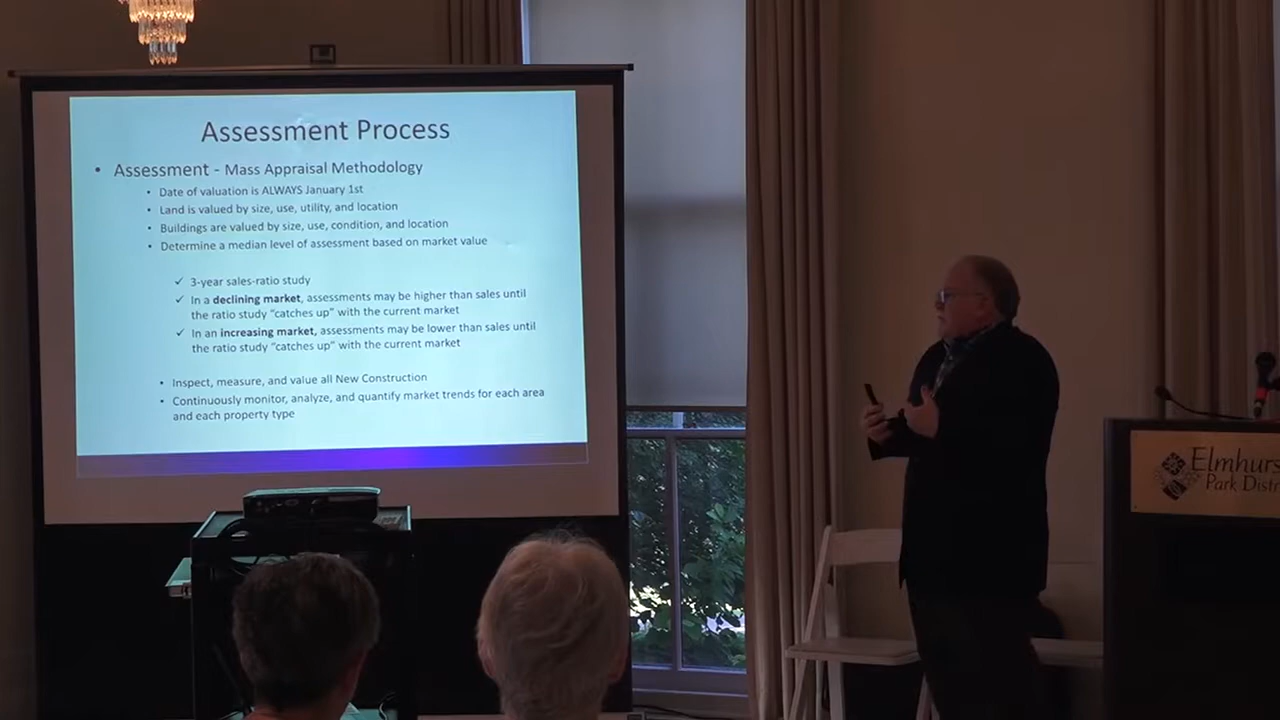 Assessment Process
• Assessment - Mass Appraisal Methodology
• Date of valuation is ALWAYS January 1st
• Land is valued by size, use, utility, and location
• Buildings are valued by size, use, condition, and location
• Determine a median level of assessment based on market value
✓ 3-year sales-ratio study
✓ In a declining market, assessments may be higher than sales until
the ratio study “catches up” with the current market
✓ In an increasing market, assessments may be lower than sales until
the ratio study “catches up” with the current market
• Inspect, measure, and value all New Construction
• Continuously monitor, analyze, and quantify market trends for each area
and each property type
Elmhurs
Park Distr